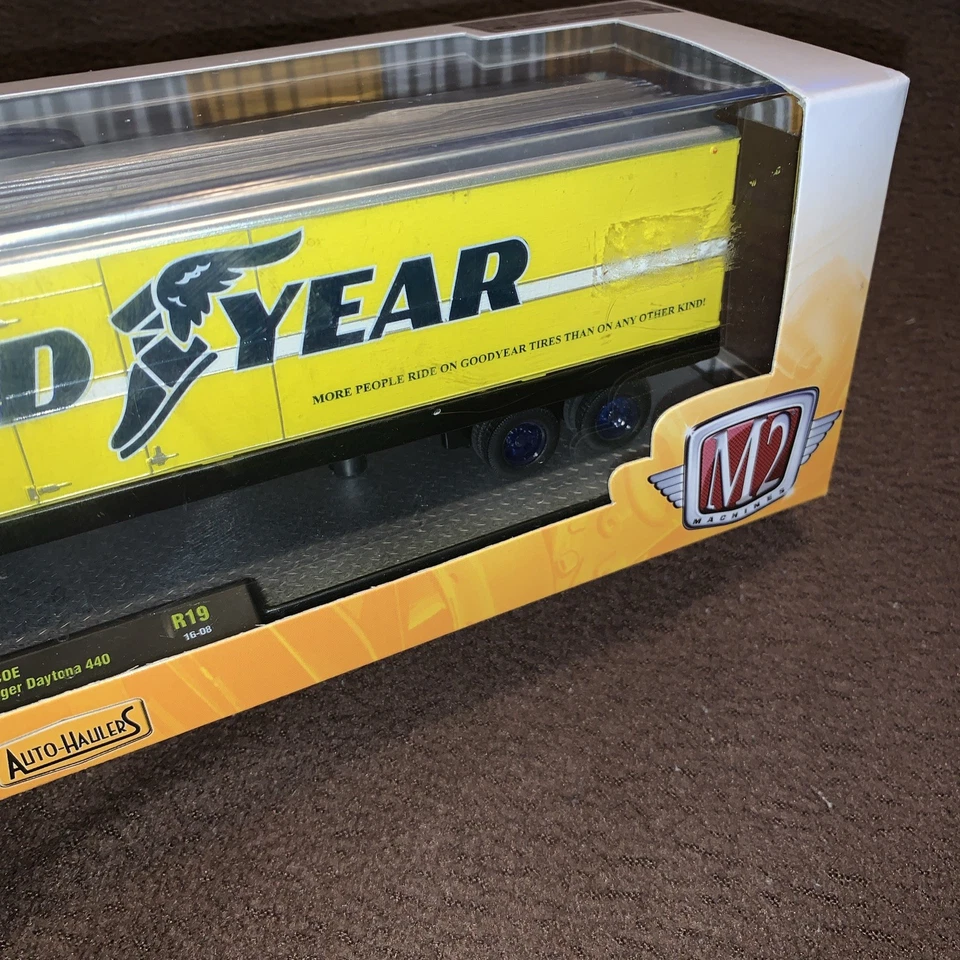 D YEAR
MORE PEOPLE RIDE ON GOODYEAR TIRES THAN ON ANY OTHER KIND!
M2
MACHINES
R19
16-08
OE
ger Daytona 440
AUTO-HAULERS